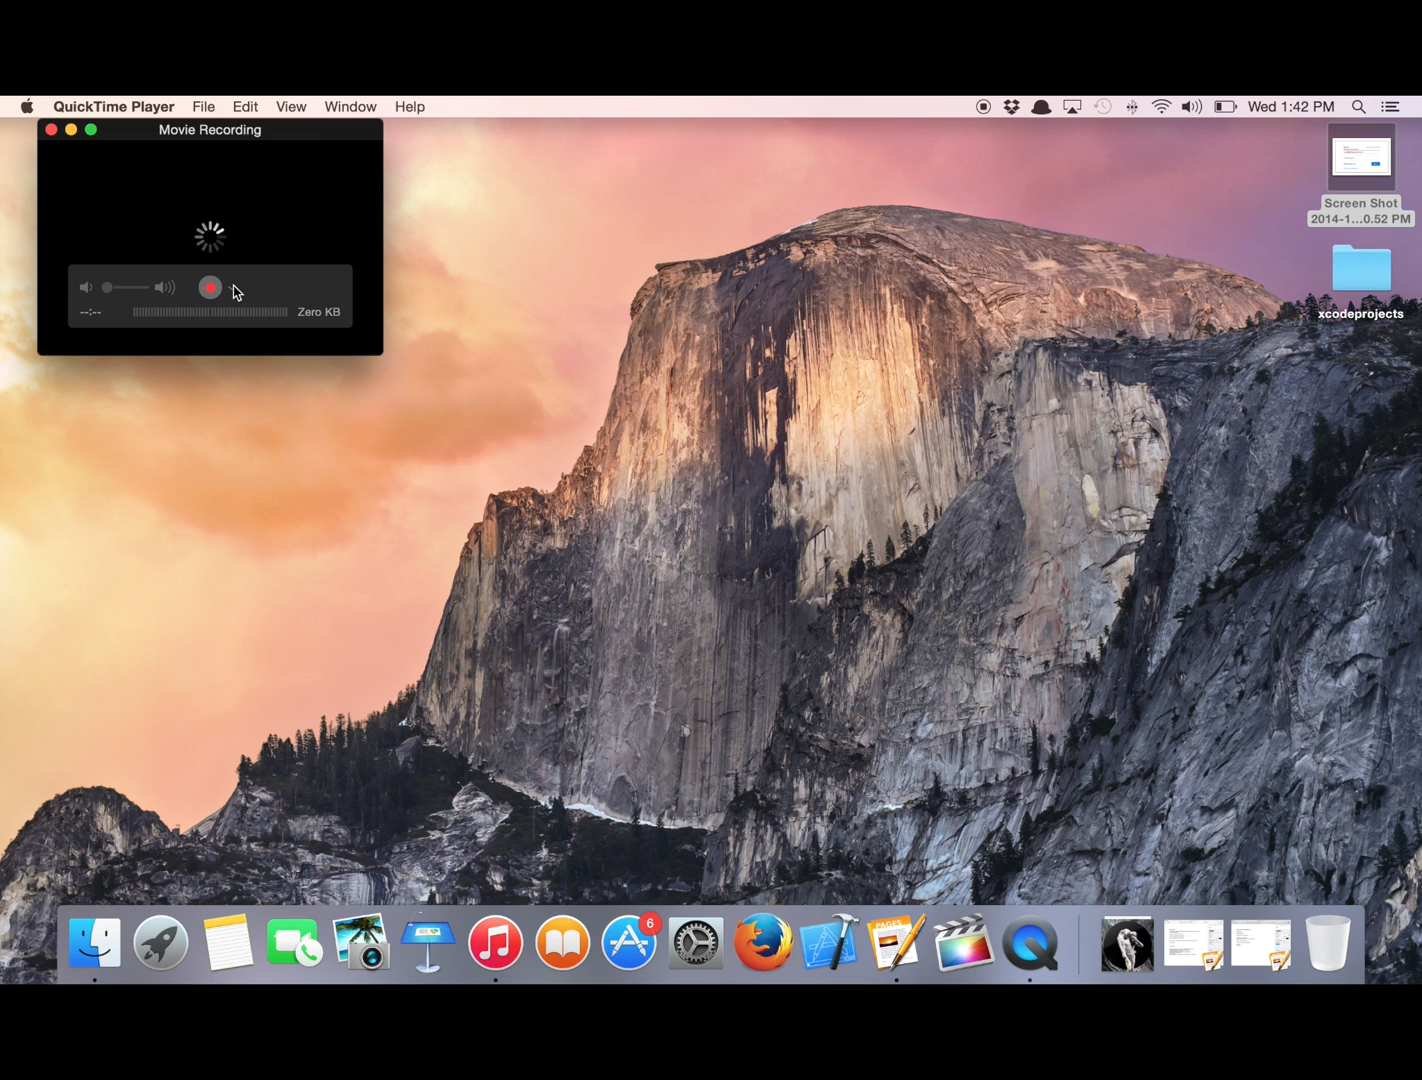 QuickTime Player File Edit View Window Help Wed 1:42 PM
Movie Recording
--:-- Zero KB
Screen Shot
2014-1...0.52 PM
xcodeprojects
6
PAGES